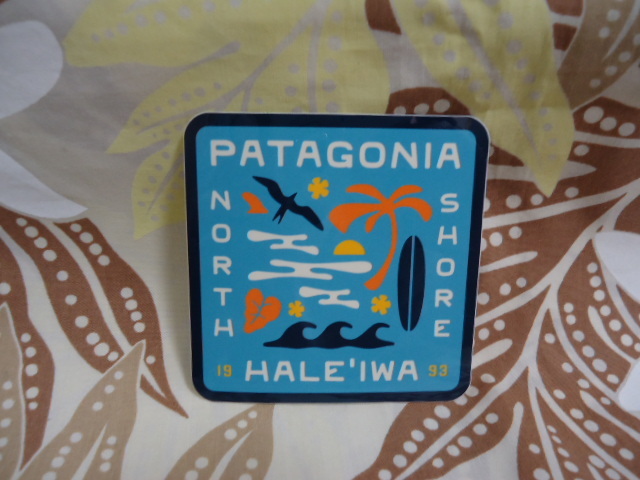 PATAGONIA
NORTH
SHORE
19 HALE'IWA 93